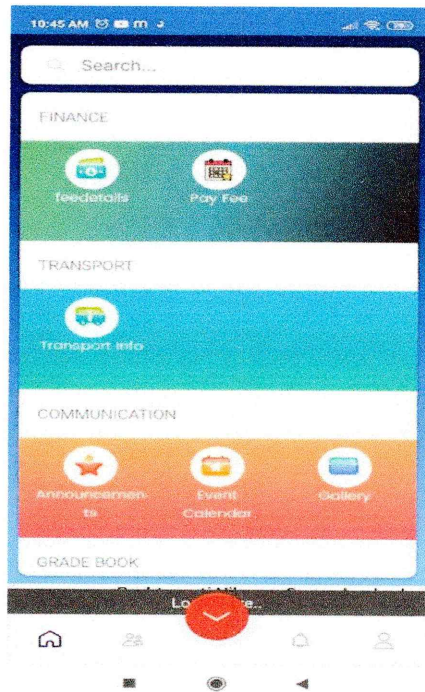 10:45 AM
Search...
FINANCE
feedetails
Pay Fee
TRANSPORT
Transport Info
COMMUNICATION
Announcemen-
ts
Event
Calendar
Gallery
GRADE BOOK